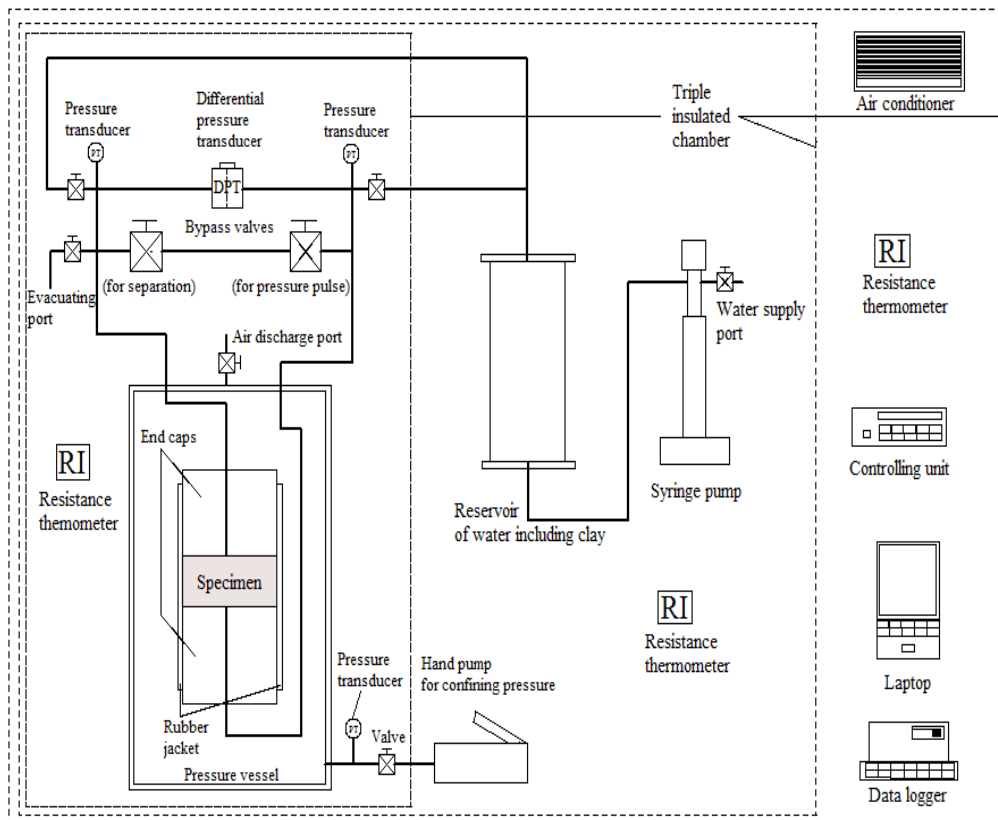 Pressure
transducer
PT
Differential
pressure
transducer
DPT
Pressure
transducer
PT
Triple
insulated
chamber
Air conditioner
Bypass valves
(for separation)
(for pressure pulse)
Evacuating
port
Air discharge port
Water supply
port
RI
Resistance
thermometer
End caps
RI
Resistance
themometer
Specimen
Reservoir
of water including clay
Syringe pump
Controlling unit
RI
Resistance
thermometer
Laptop
Pressure
transducer
PT
Valve
Hand pump
for confining pressure
Rubber
jacket
Pressure vessel
Data logger